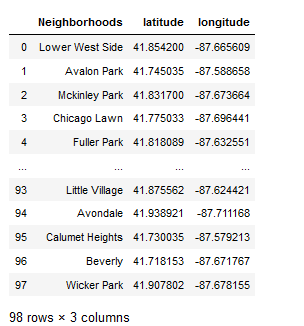 Neighborhoods latitude longitude
0 Lower West Side 41.854200 -87.665609
1 Avalon Park 41.745035 -87.588658
2 Mckinley Park 41.831700 -87.673664
3 Chicago Lawn 41.775033 -87.696441
4 Fuller Park 41.818089 -87.632551
... ... ... ...
93 Little Village 41.875562 -87.624421
94 Avondale 41.938921 -87.711168
95 Calumet Heights 41.730035 -87.579213
96 Beverly 41.718153 -87.671767
97 Wicker Park 41.907802 -87.678155
98 rows × 3 columns